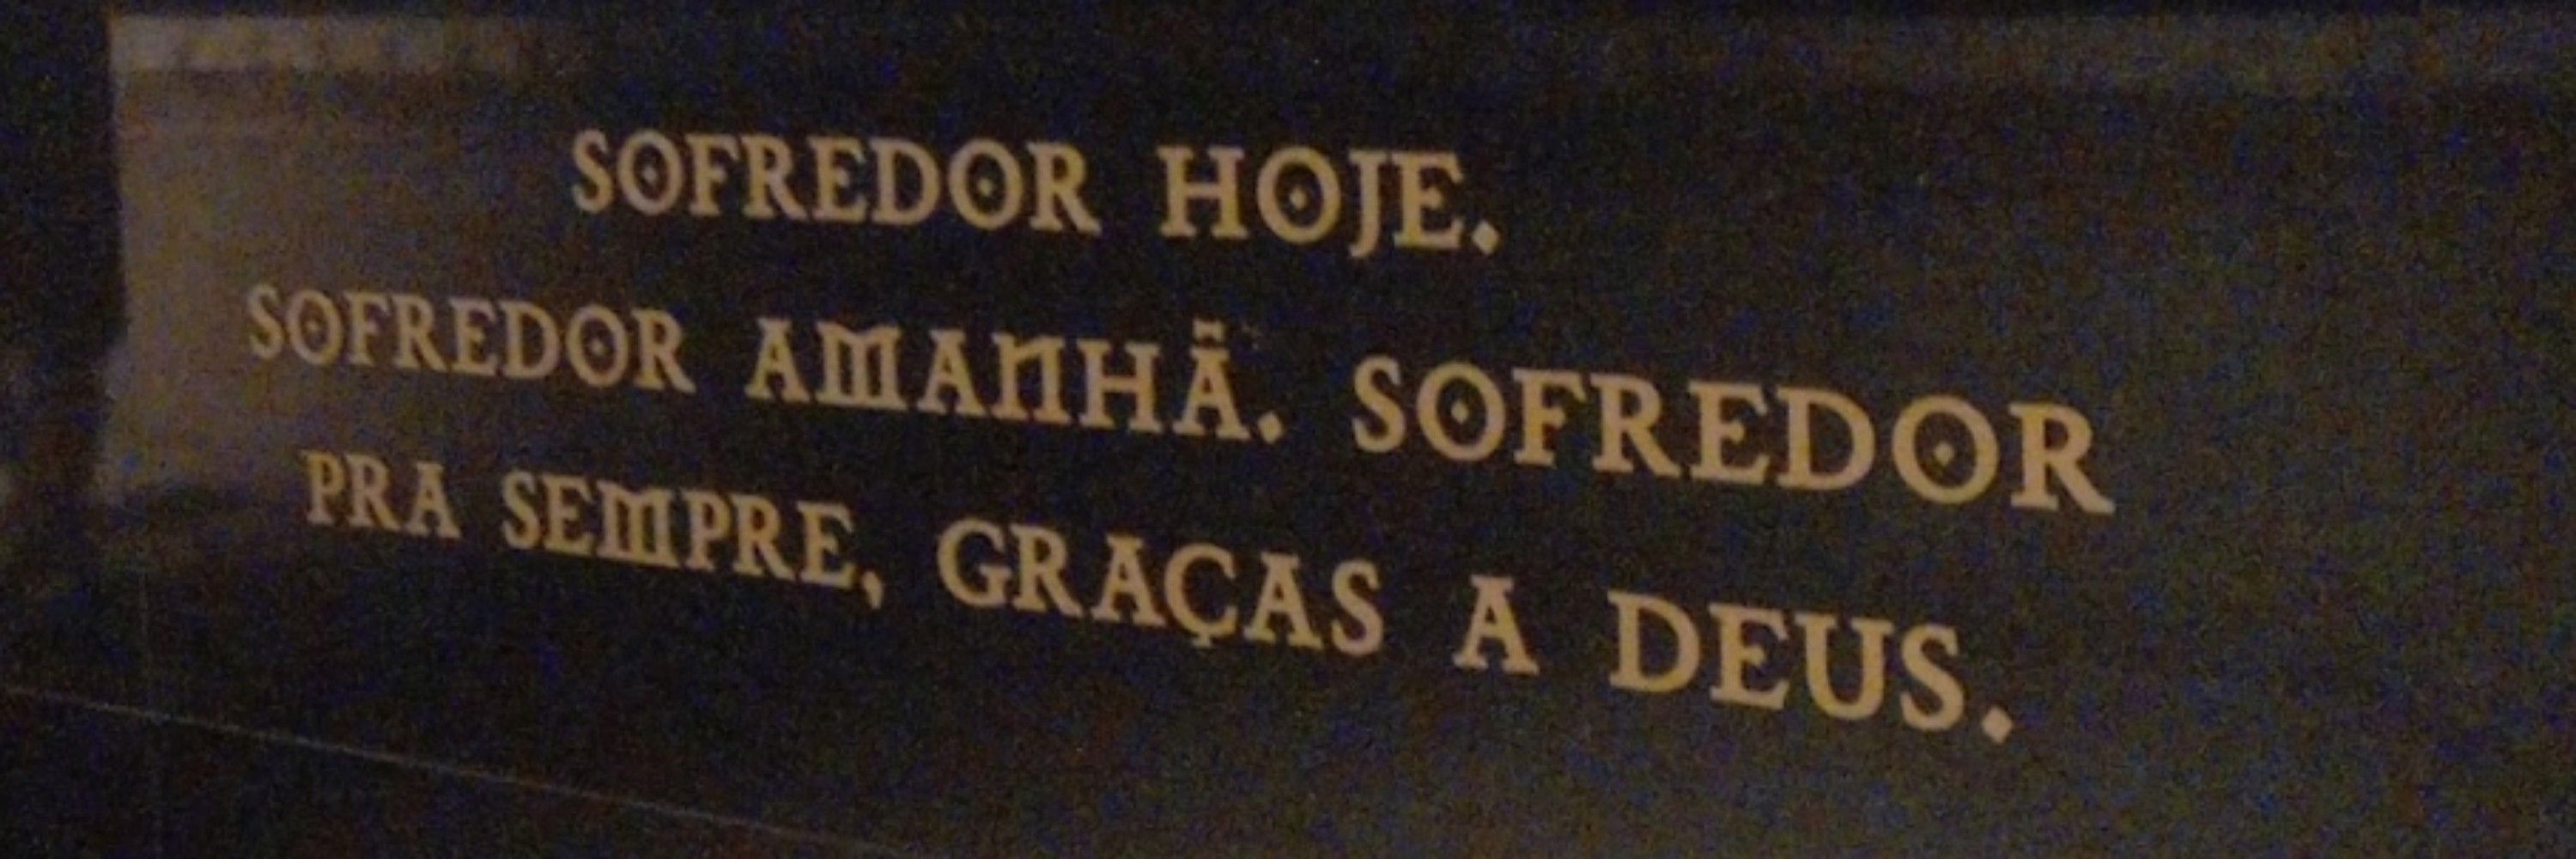 SOFREDOR HOJE.
SOFREDOR AMANHÃ. SOFREDOR
PRA SEMPRE, GRAÇAS A DEUS.